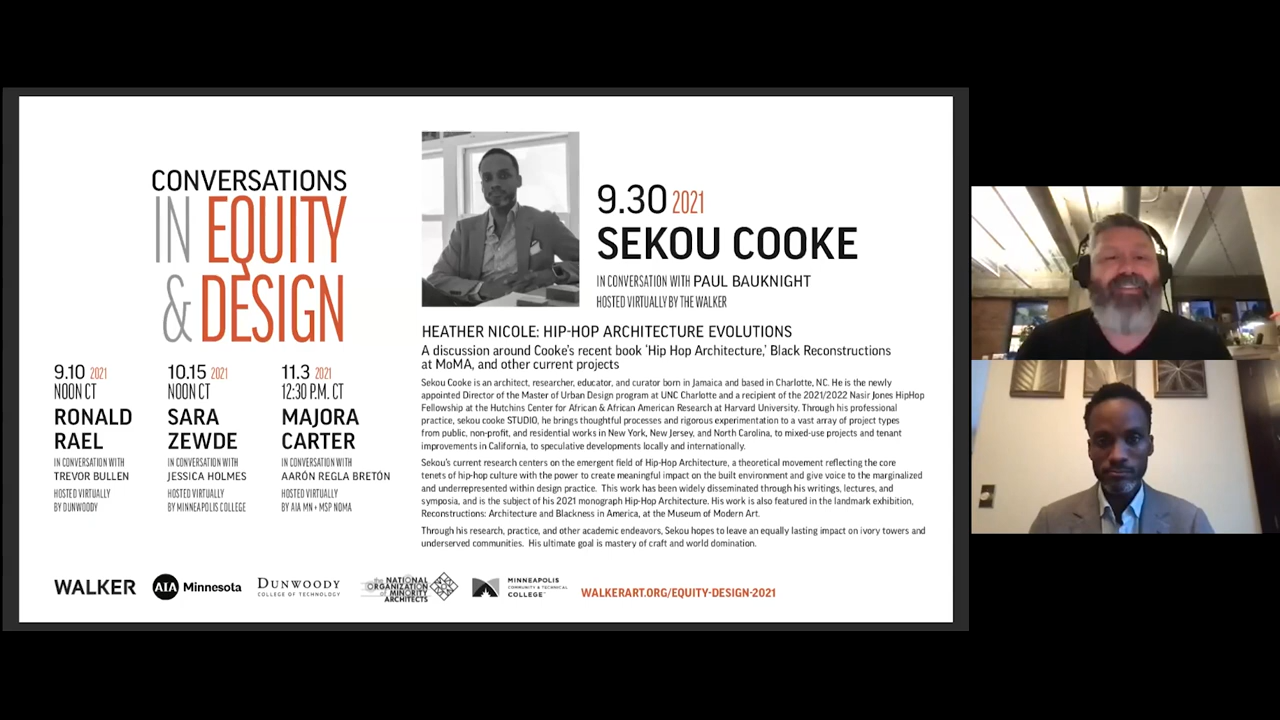 CONVERSATIONS
IN EQUITY
& DESIGN
9.10 2021
NOON CT
RONALD
RAEL
IN CONVERSATION WITH
TREVOR BULLEN
HOSTED VIRTUALLY
BY DUNWOODY
10.15 2021
NOON CT
SARA
ZEWDE
IN CONVERSATION WITH
JESSICA HOLMES
HOSTED VIRTUALLY
BY MINNEAPOLIS COLLEGE
11.3 2021
12:30 P.M. CT
MAJORA
CARTER
IN CONVERSATION WITH
AARÓN REGLA BRETÓN
HOSTED VIRTUALLY
BY AIA MN + MSP NOMA
9.30 2021
SEKOU COOKE
IN CONVERSATION WITH PAUL BAUKNIGHT
HOSTED VIRTUALLY BY THE WALKER
HEATHER NICOLE: HIP-HOP ARCHITECTURE EVOLUTIONS
A discussion around Cooke's recent book 'Hip Hop Architecture,' Black Reconstructions
at MoMA, and other current projects
Sekou Cooke is an architect, researcher, educator, and curator born in Jamaica and based in Charlotte, NC. He is the newly
appointed Director of the Master of Urban Design program at UNC Charlotte and a recipient of the 2021/2022 Nasir Jones HipHop
Fellowship at the Hutchins Center for African & African American Research at Harvard University. Through his professional
practice, sekou cooke STUDIO, he brings thoughtful processes and rigorous experimentation to a vast array of project types
from public, non-profit, and residential works in New York, New Jersey, and North Carolina, to mixed-use projects and tenant
improvements in California, to speculative developments locally and internationally.
Sekou's current research centers on the emergent field of Hip-Hop Architecture, a theoretical movement reflecting the core
tenets of hip-hop culture with the power to create meaningful impact on the built environment and give voice to the marginalized
and underrepresented within design practice. This work has been widely disseminated through his writings, lectures, and
symposia, and is the subject of his 2021 monograph Hip-Hop Architecture. His work is also featured in the landmark exhibition,
Reconstructions: Architecture and Blackness in America, at the Museum of Modern Art.
Through his research, practice, and other academic endeavors, Sekou hopes to leave an equally lasting impact on ivory towers and
underserved communities. His ultimate goal is mastery of craft and world domination.
WALKER
AIA Minnesota
DUNWOODY
COLLEGE OF TECHNOLOGY
the NATIONAL
ORGANIZATION
OF MINORITY
ARCHITECTS
MINNEAPOLIS
COMMUNITY & TECHNICAL
COLLEGE
WALKERART.ORG/EQUITY-DESIGN-2021